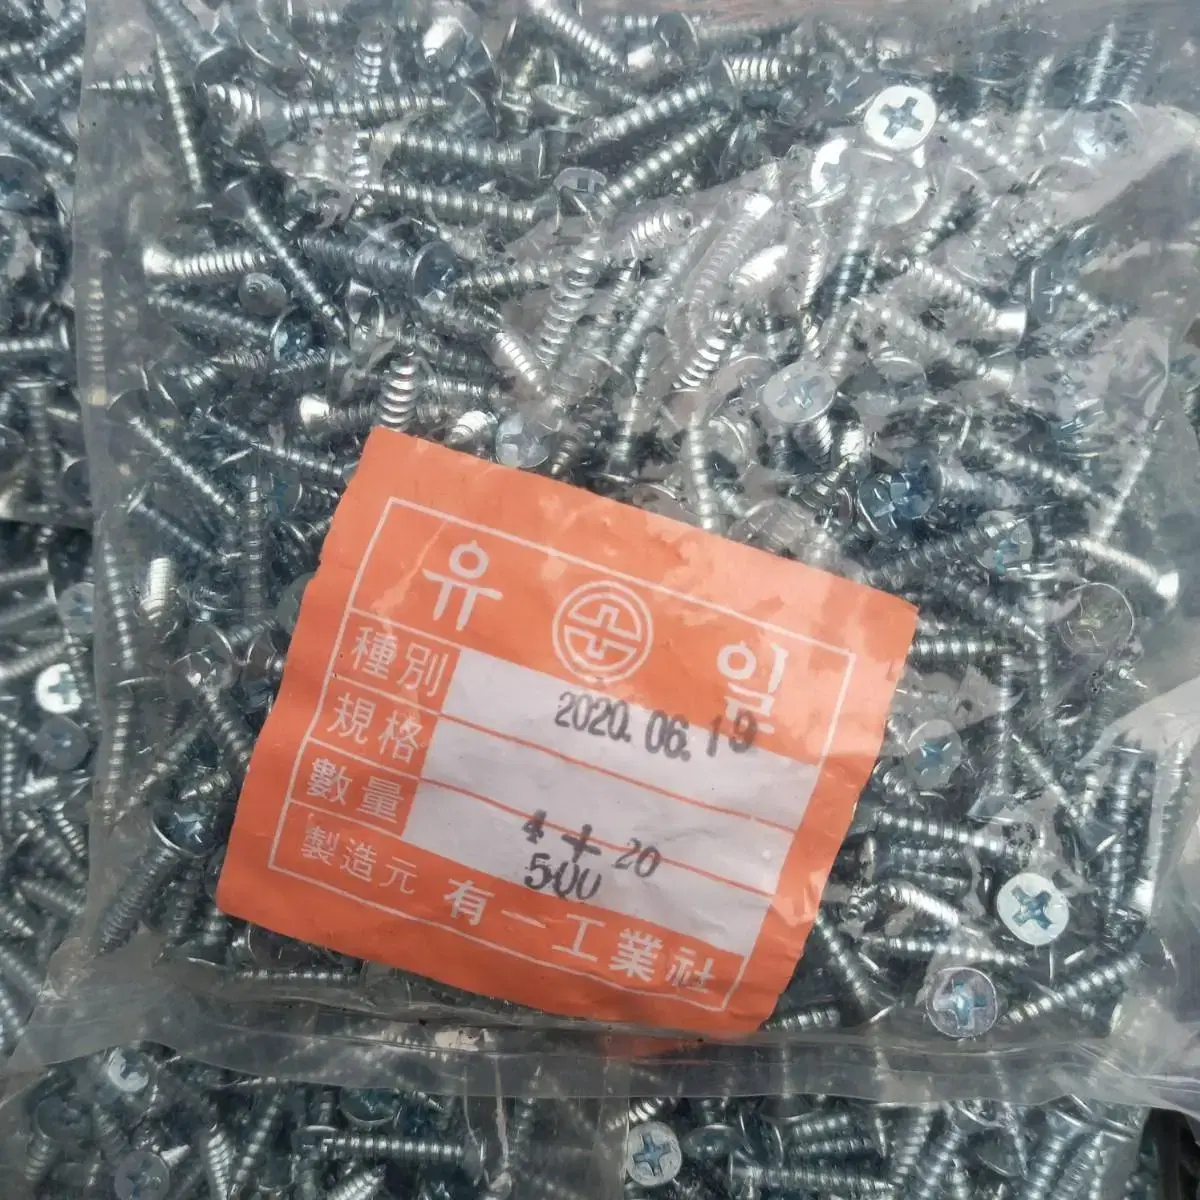 유 일
種別 2020.06.19
規格
數量 4+20
500
製造元 有一工業社